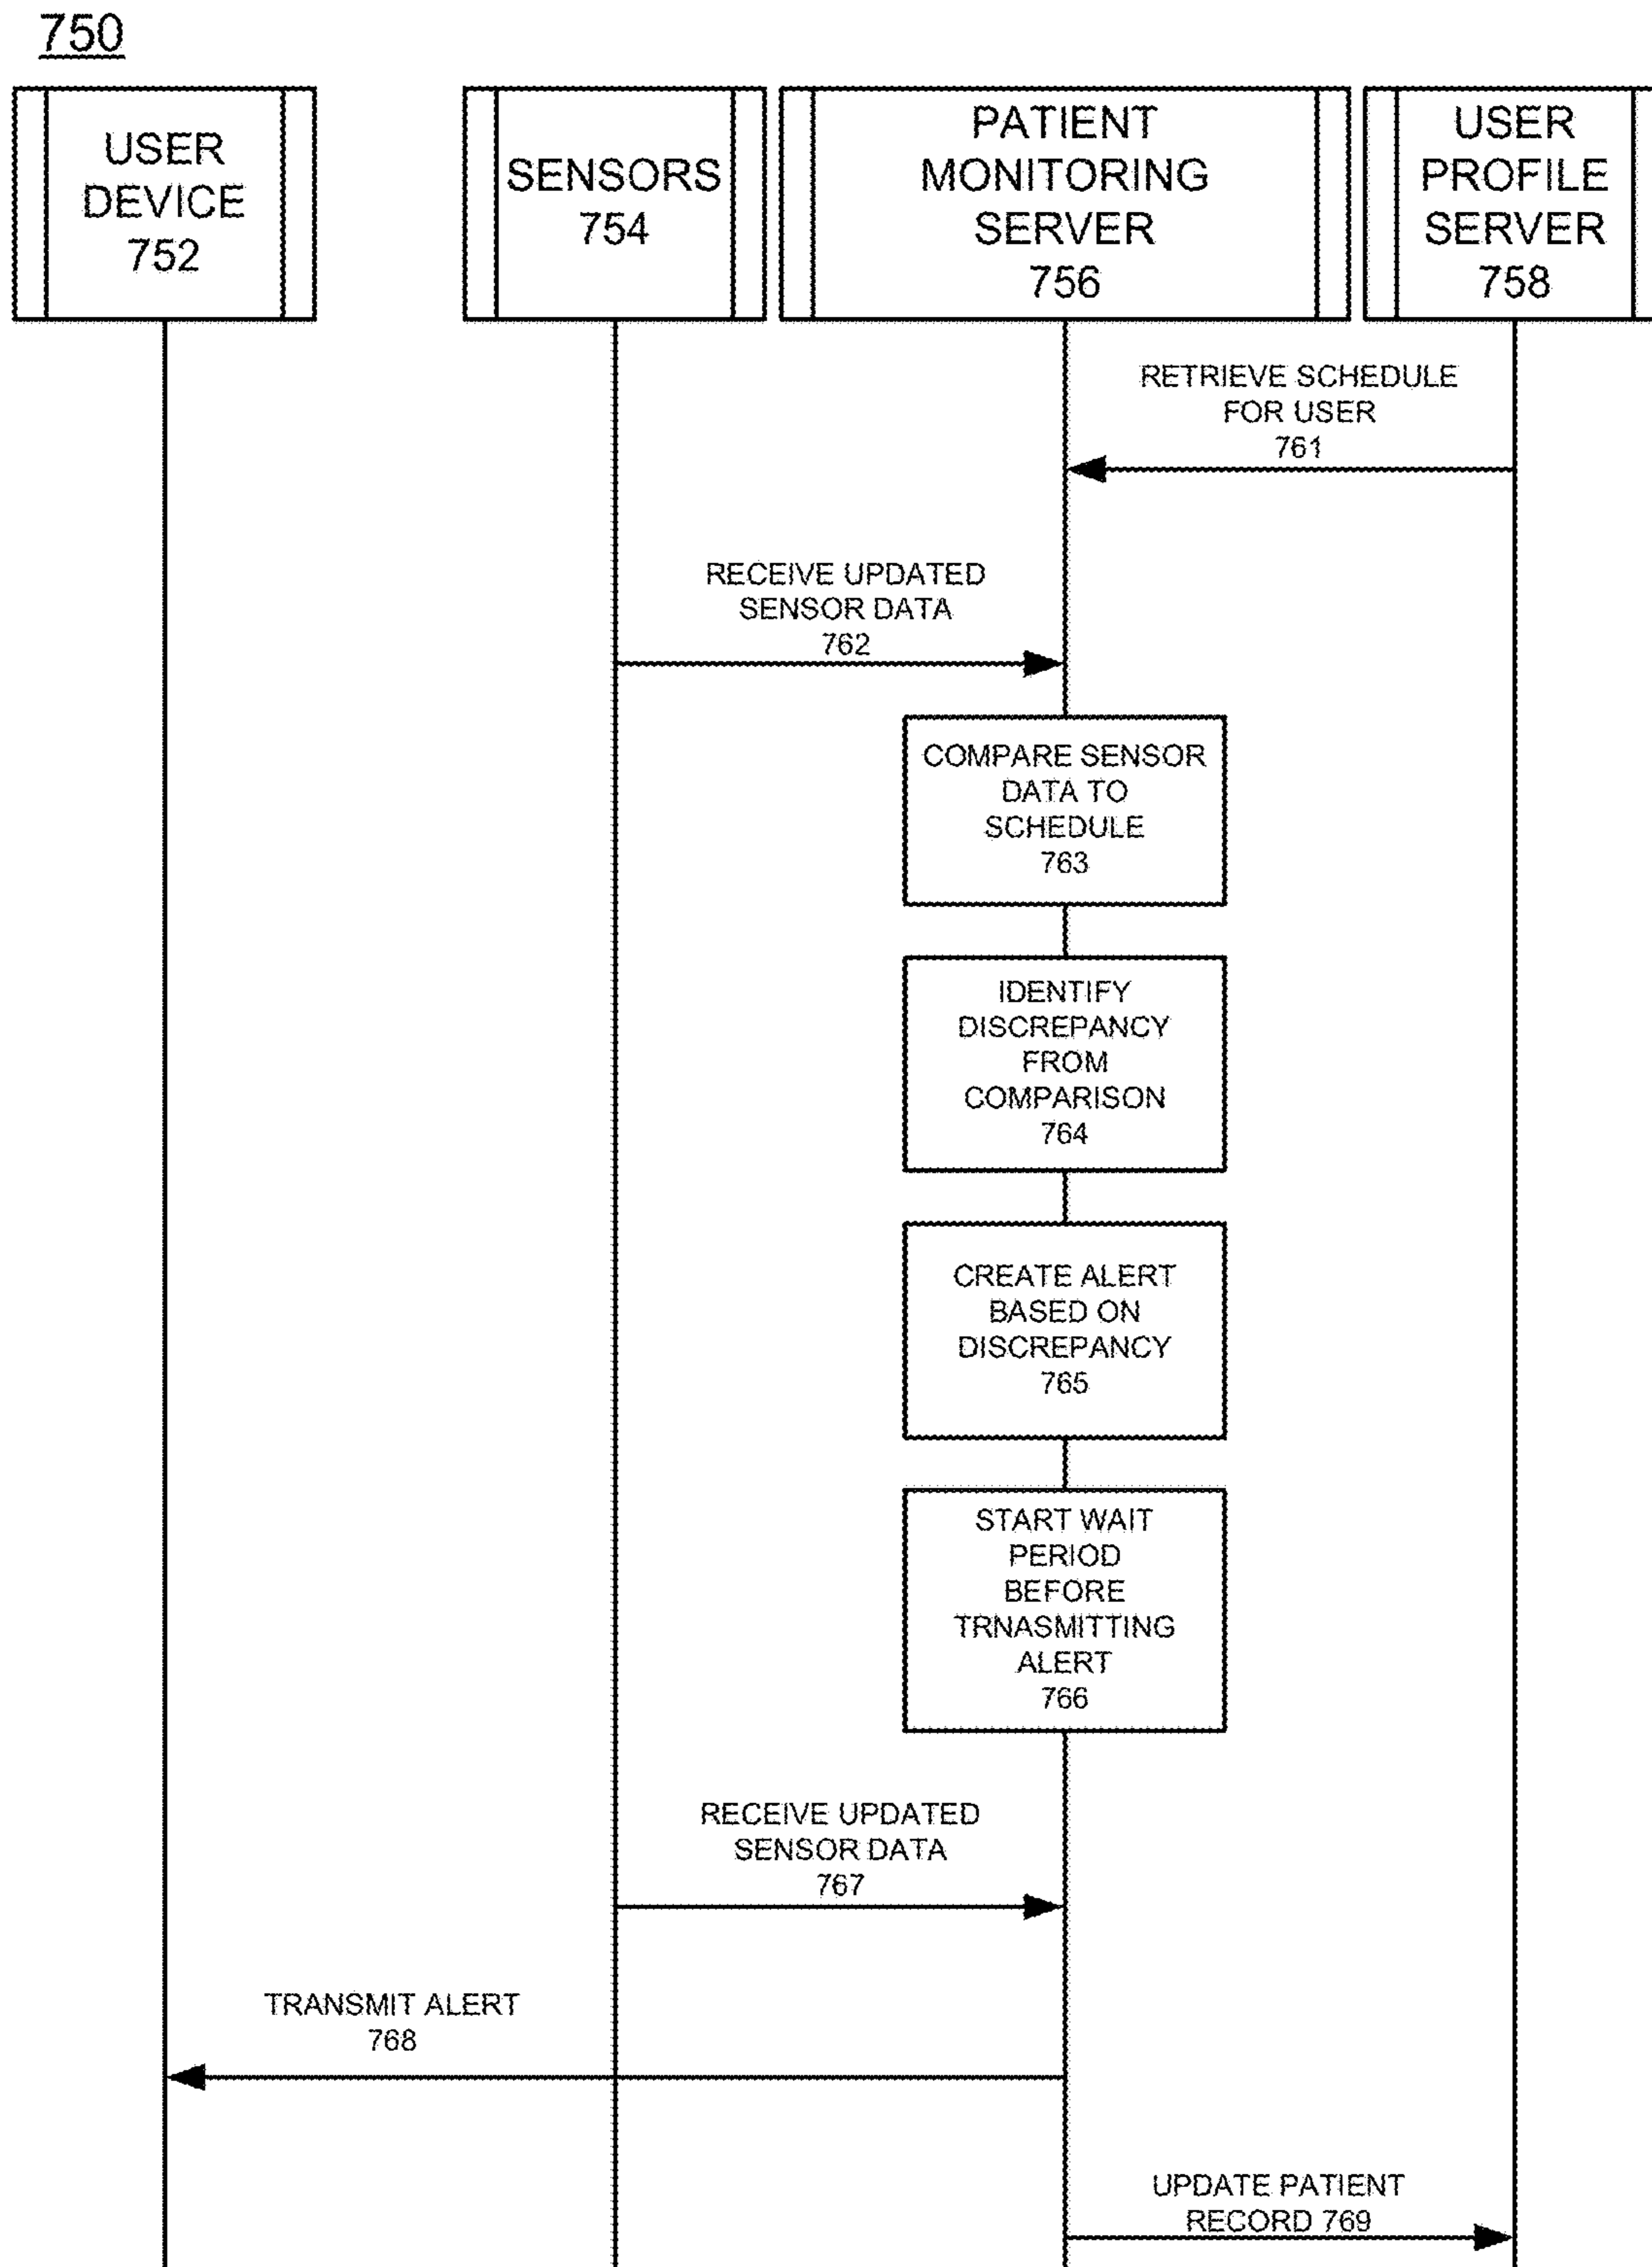 750
USER
DEVICE
752
SENSORS
754
PATIENT
MONITORING
SERVER
756
USER
PROFILE
SERVER
758
RETRIEVE SCHEDULE
FOR USER
761
RECEIVE UPDATED
SENSOR DATA
762
COMPARE SENSOR
DATA TO
SCHEDULE
763
IDENTIFY
DISCREPANCY
FROM
COMPARISON
764
CREATE ALERT
BASED ON
DISCREPANCY
765
START WAIT
PERIOD
BEFORE
TRNASMITTING
ALERT
766
RECEIVE UPDATED
SENSOR DATA
767
TRANSMIT ALERT
768
UPDATE PATIENT
RECORD 769